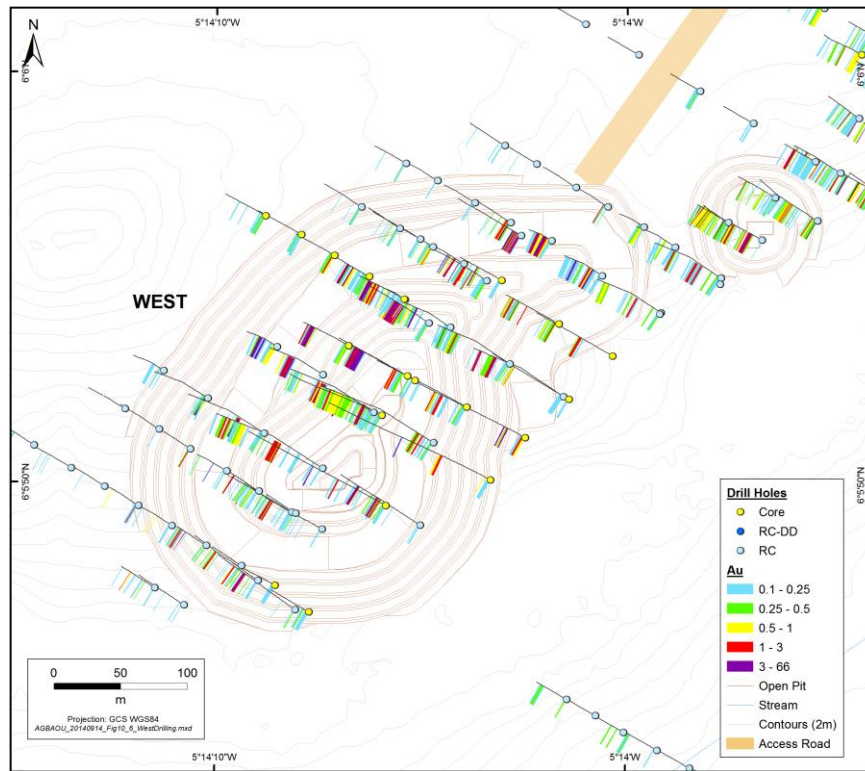 N
5°14'10"W
5°14'W
6°6'N
6°6'N
WEST
6°5'50"N
6°5'50"N
Drill Holes
Core
RC-DD
RC
Au
0.1 - 0.25
0.25 - 0.5
0.5 - 1
1 - 3
3 - 66
Open Pit
Stream
Contours (2m)
Access Road
0 50 100
m
Projection: GCS WGS84
AGBAOU_20140914_Fig10_6_WestDrilling.mxd
5°14'10"W
5°14'W